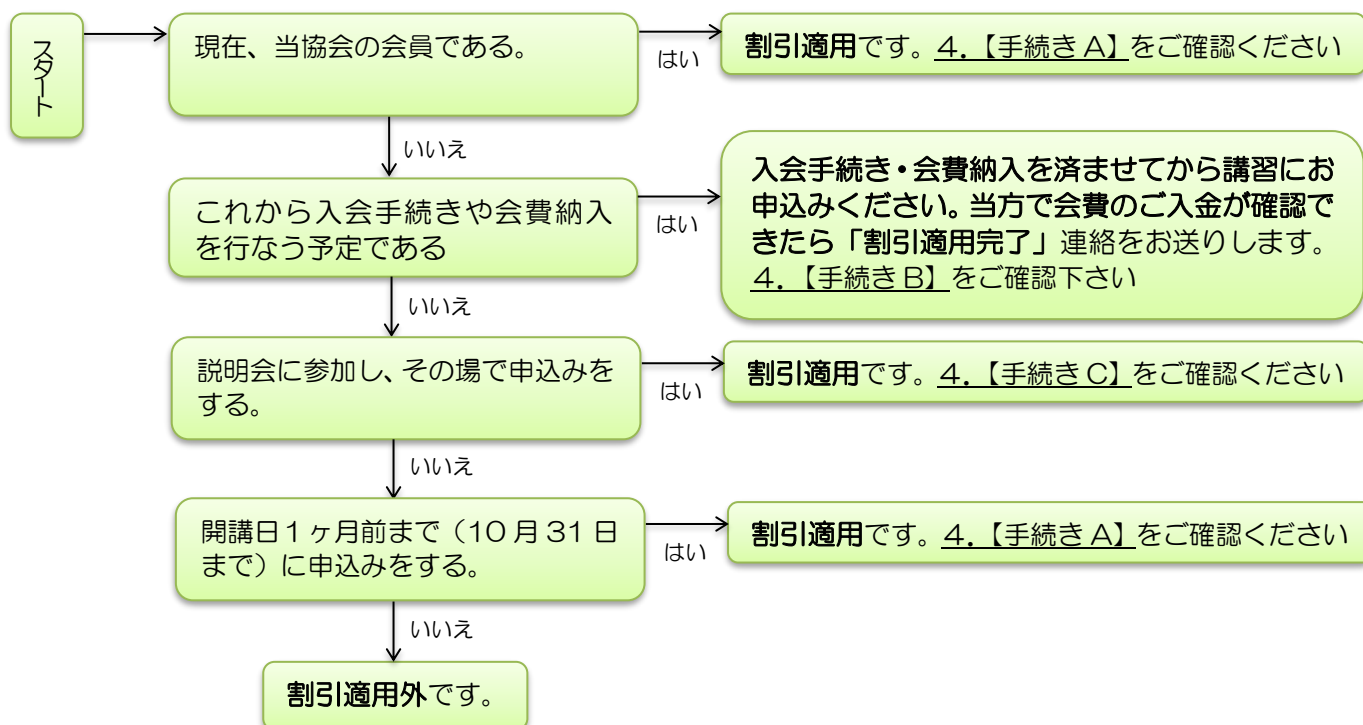 スタート
現在、当協会の会員である。
はい
割引適用です。４.【手続きＡ】をご確認ください
いいえ
これから入会手続きや会費納入
を行なう予定である
はい
入会手続き・会費納入を済ませてから講習にお
申込みください。当方で会費のご入金が確認で
きたら「割引適用完了」連絡をお送りします。
４.【手続きＢ】をご確認下さい
いいえ
説明会に参加し、その場で申込みを
する。
はい
割引適用です。４.【手続きＣ】をご確認ください
いいえ
開講日１ヶ月前まで（10月31日
まで）に申込みをする。
はい
割引適用です。４.【手続きＡ】をご確認ください
いいえ
割引適用外です。